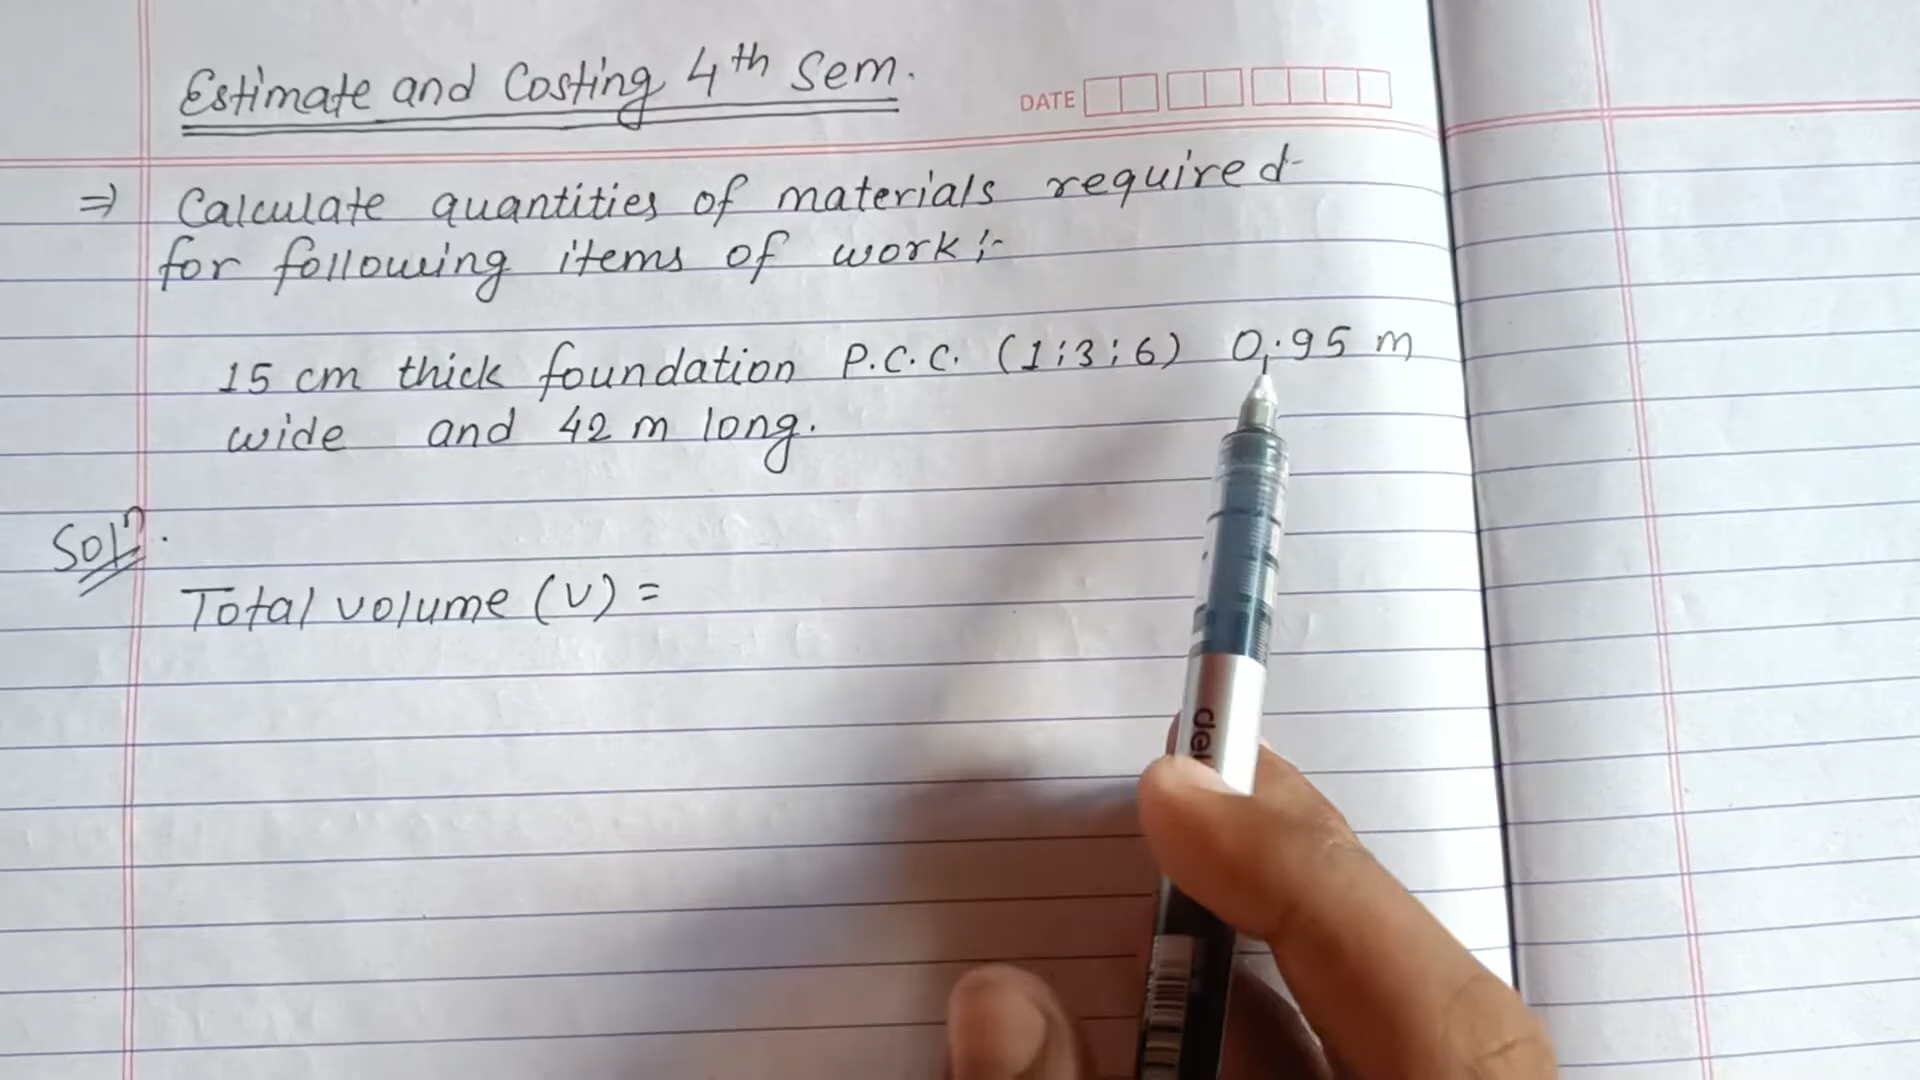 Estimate and Costing 4th Sem.
DATE
⇒ Calculate quantities of materials required
for following items of work :-
15 cm thick foundation P.C.C. (1:3:6) 0.95 m
wide and 42 m long.
Solⁿ.
Total volume (V) =